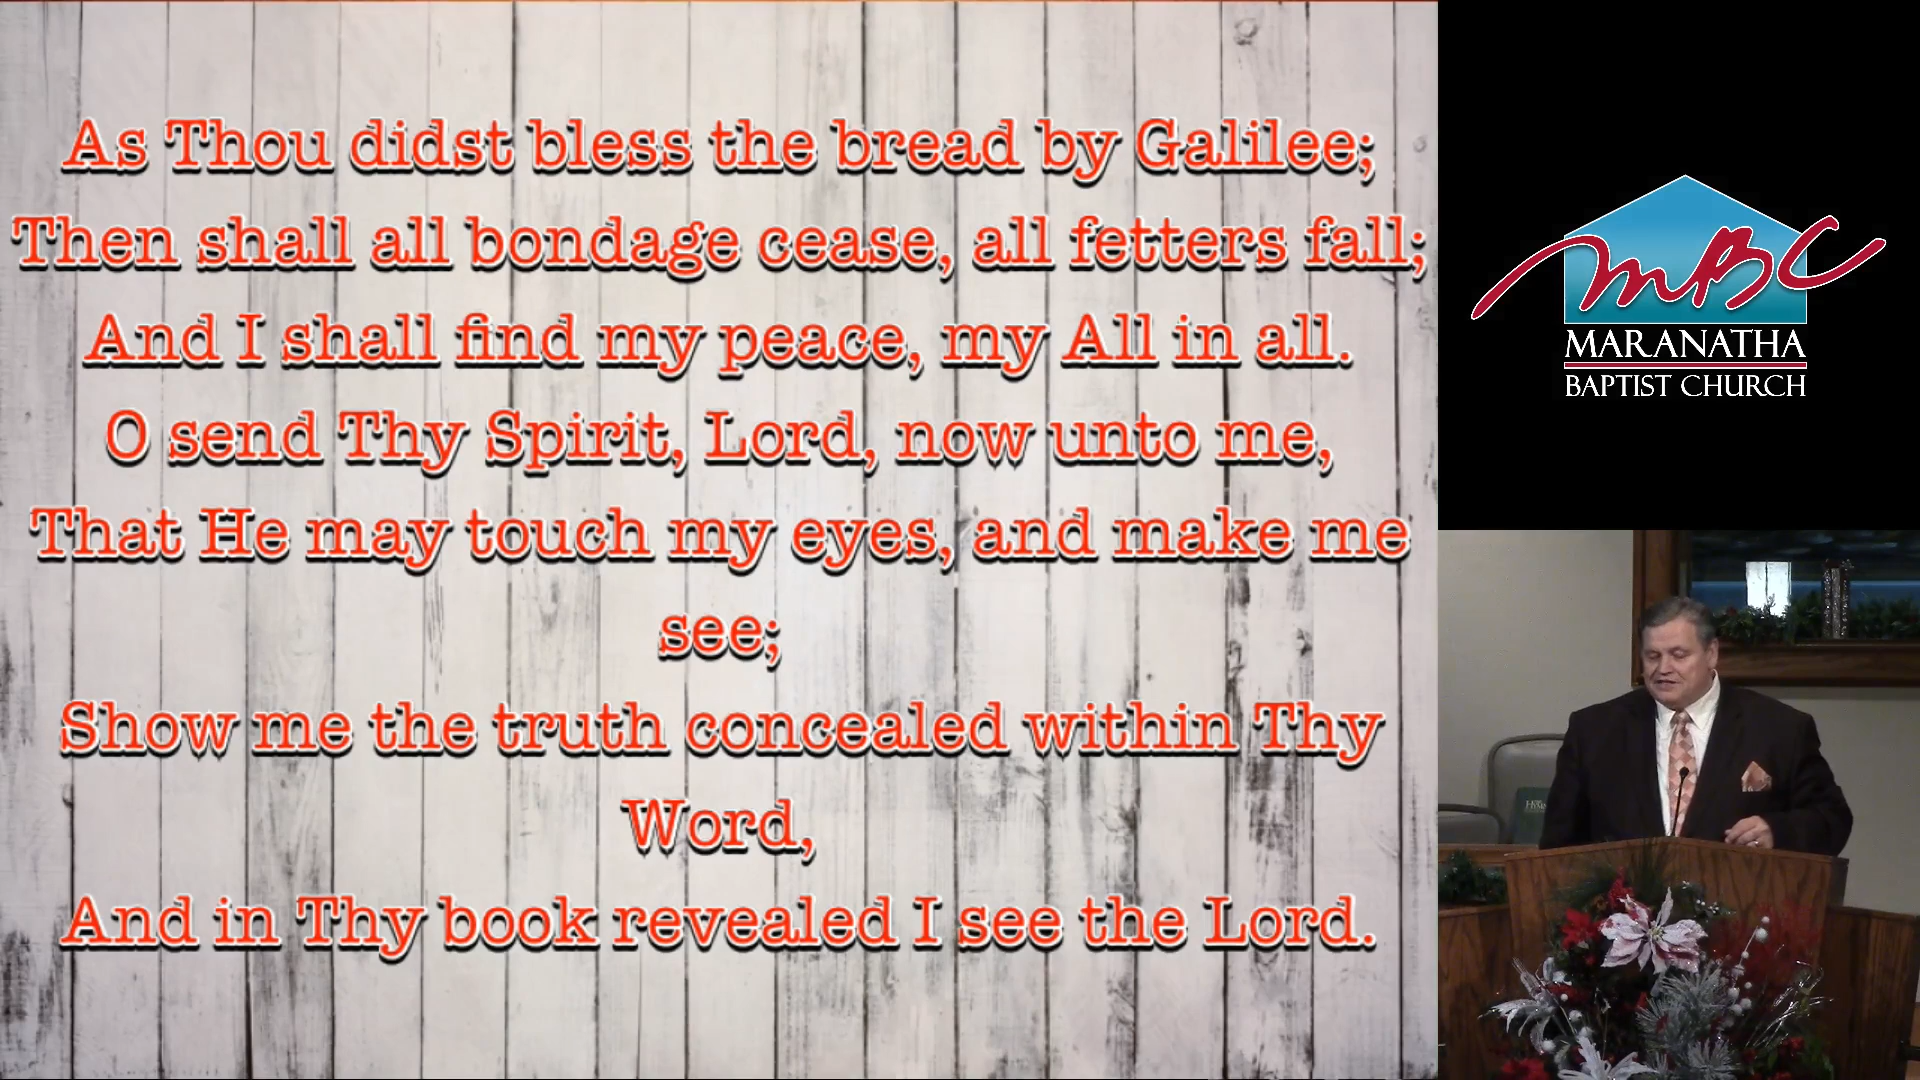 As Thou didst bless the bread by Galilee;
Then shall all bondage cease, all fetters fall;
And I shall find my peace, my All in all.
O send Thy Spirit, Lord, now unto me,
That He may touch my eyes, and make me
see;
Show me the truth concealed within Thy
Word,
And in Thy book revealed I see the Lord.
MBC
MARANATHA
BAPTIST CHURCH